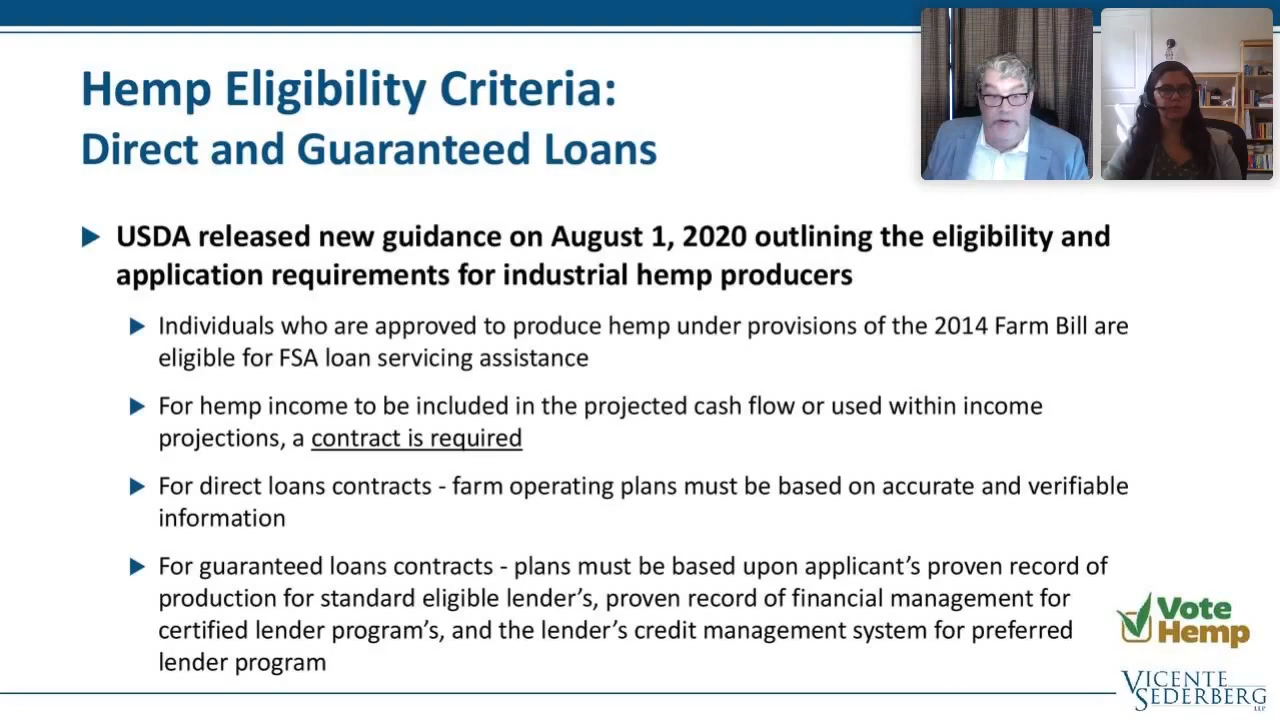 Hemp Eligibility Criteria:
Direct and Guaranteed Loans
USDA released new guidance on August 1, 2020 outlining the eligibility and
application requirements for industrial hemp producers
Individuals who are approved to produce hemp under provisions of the 2014 Farm Bill are
eligible for FSA loan servicing assistance
For hemp income to be included in the projected cash flow or used within income
projections, a contract is required
For direct loans contracts - farm operating plans must be based on accurate and verifiable
information
For guaranteed loans contracts - plans must be based upon applicant’s proven record of
production for standard eligible lender’s, proven record of financial management for
certified lender program’s, and the lender’s credit management system for preferred
lender program
Vote
Hemp
VICENTE
SEDERBERG
LLP